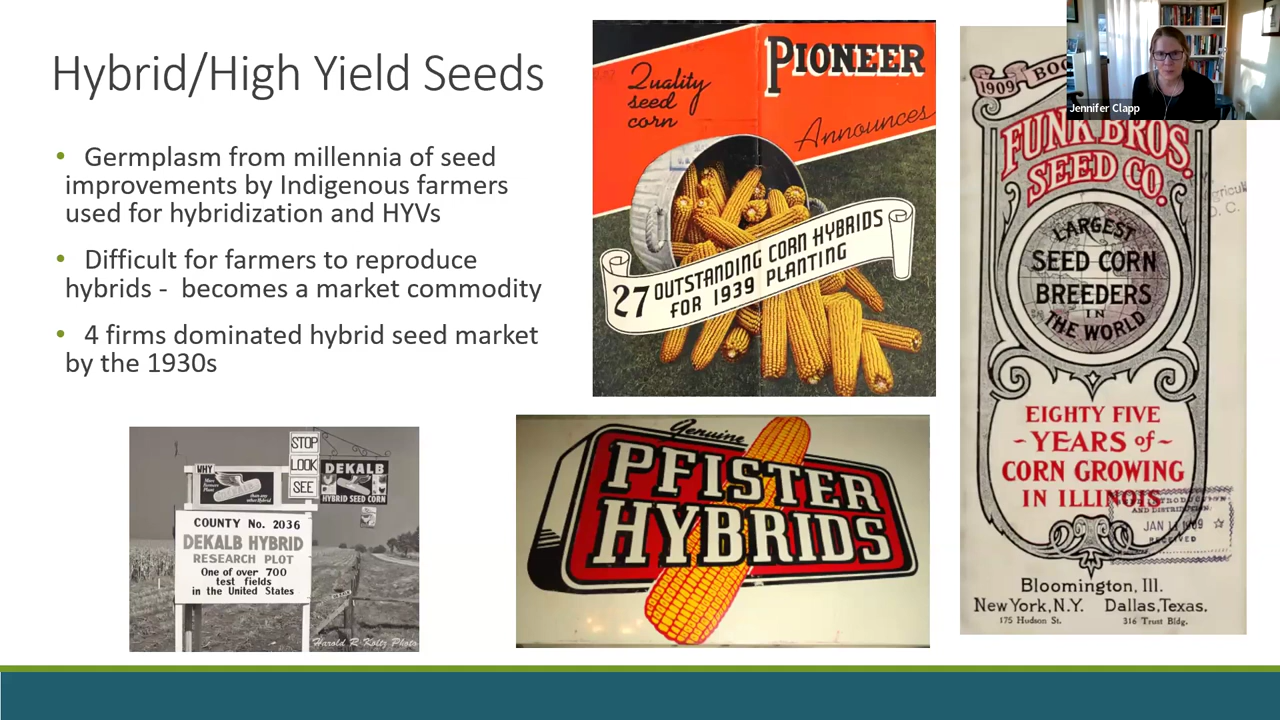 Hybrid/High Yield Seeds
• Germplasm from millennia of seed
improvements by Indigenous farmers
used for hybridization and HYVs
• Difficult for farmers to reproduce
hybrids - becomes a market commodity
• 4 firms dominated hybrid seed market
by the 1930s
PIONEER
Quality
seed
corn
Announces
27 OUTSTANDING CORN HYBRIDS
FOR 1939 PLANTING
Jennifer Clapp
1909
FUNK BROS.
SEED CO.
LARGEST
SEED CORN
BREEDERS
IN
THE WORLD
EIGHTY FIVE
~YEARS of~
CORN GROWING
IN ILLINOIS
JAN
RECEIVED
Bloomington, Ill.
New York, N.Y. Dallas, Texas.
175 Hudson St. 316 Trust Bldg.
STOP
LOOK
SEE
WHY
DEKALB
HYBRID SEED CORN
COUNTY No. 2036
DEKALB HYBRID
RESEARCH PLOT
One of over 700
test fields
in the United States
Harold R Koltz Photo
Genuine
PFISTER
HYBRIDS